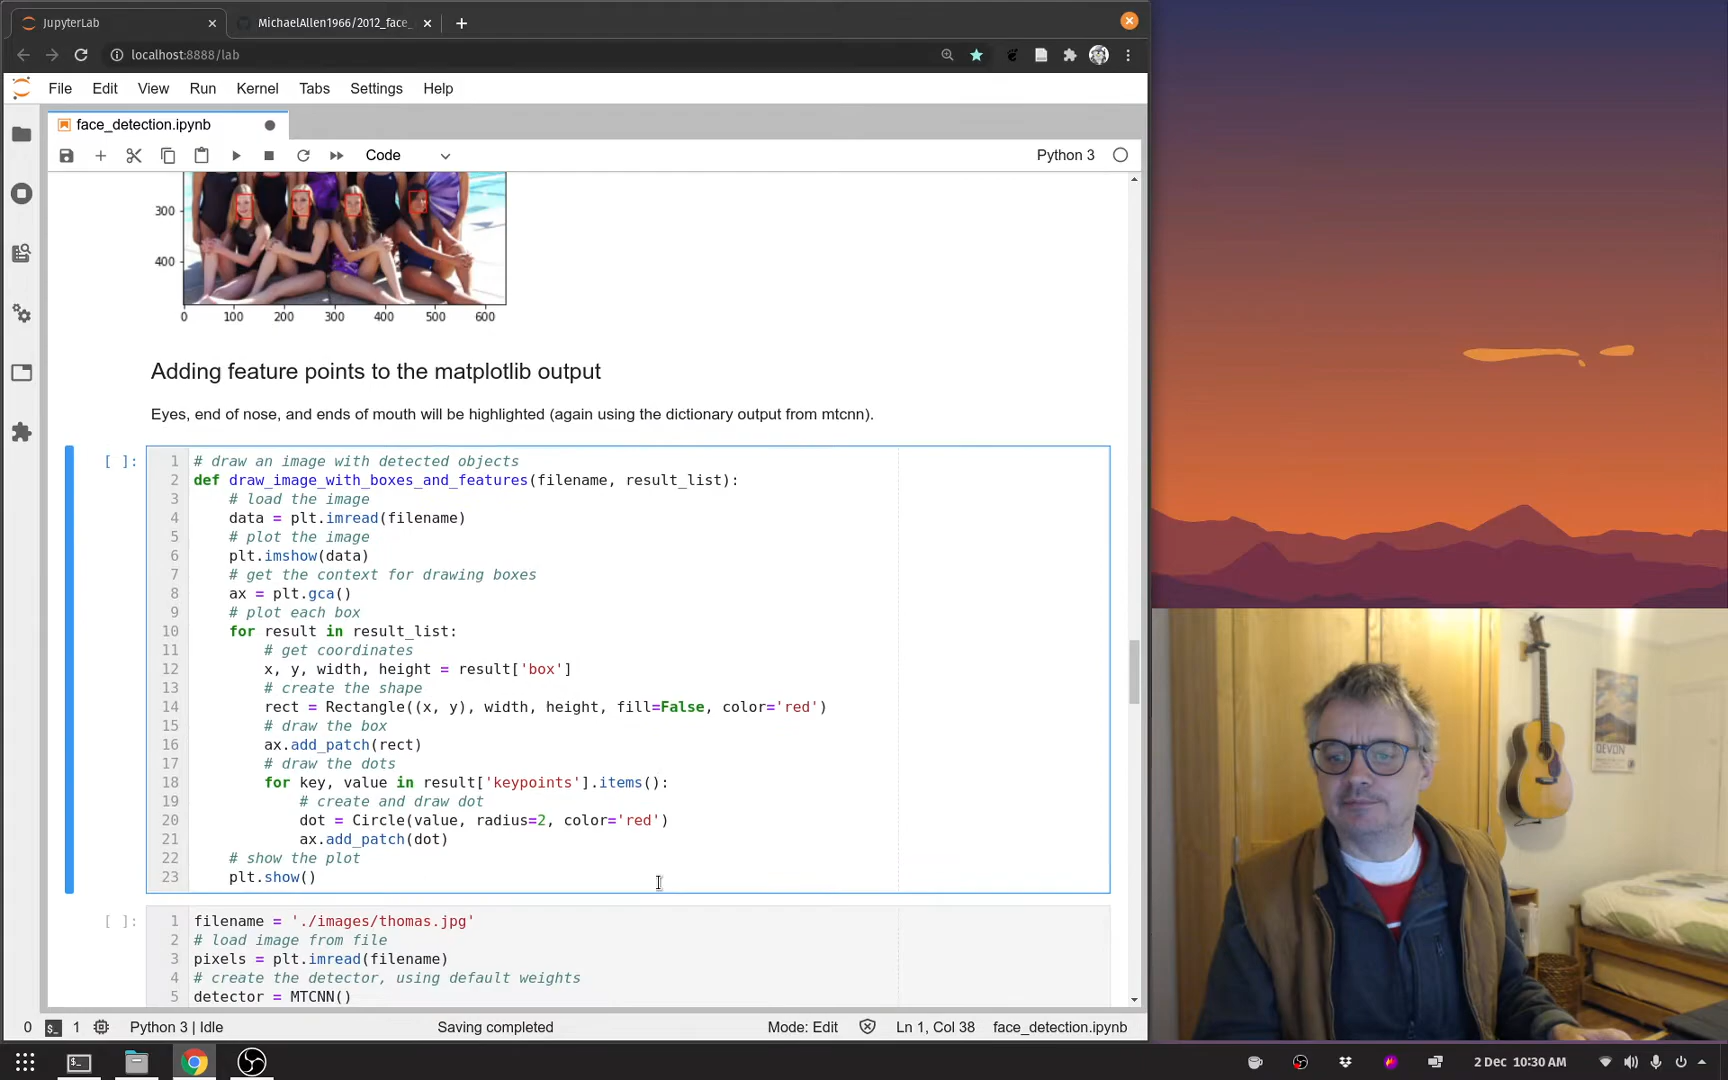 JupyterLab
MichaelAllen1966/2012_face_
localhost:8888/lab
File Edit View Run Kernel Tabs Settings Help
face_detection.ipynb
Code
Python 3
300
400
0 100 200 300 400 500 600
Adding feature points to the matplotlib output
Eyes, end of nose, and ends of mouth will be highlighted (again using the dictionary output from mtcnn).
[ ]:
1 # draw an image with detected objects
2 def draw_image_with_boxes_and_features(filename, result_list):
3 # load the image
4 data = plt.imread(filename)
5 # plot the image
6 plt.imshow(data)
7 # get the context for drawing boxes
8 ax = plt.gca()
9 # plot each box
10 for result in result_list:
11 # get coordinates
12 x, y, width, height = result['box']
13 # create the shape
14 rect = Rectangle((x, y), width, height, fill=False, color='red')
15 # draw the box
16 ax.add_patch(rect)
17 # draw the dots
18 for key, value in result['keypoints'].items():
19 # create and draw dot
20 dot = Circle(value, radius=2, color='red')
21 ax.add_patch(dot)
22 # show the plot
23 plt.show()
[ ]:
1 filename = './images/thomas.jpg'
2 # load image from file
3 pixels = plt.imread(filename)
4 # create the detector, using default weights
5 detector = MTCNN()
DEVON
0 1 Python 3 | Idle Saving completed Mode: Edit Ln 1, Col 38 face_detection.ipynb
2 Dec 10:30 AM